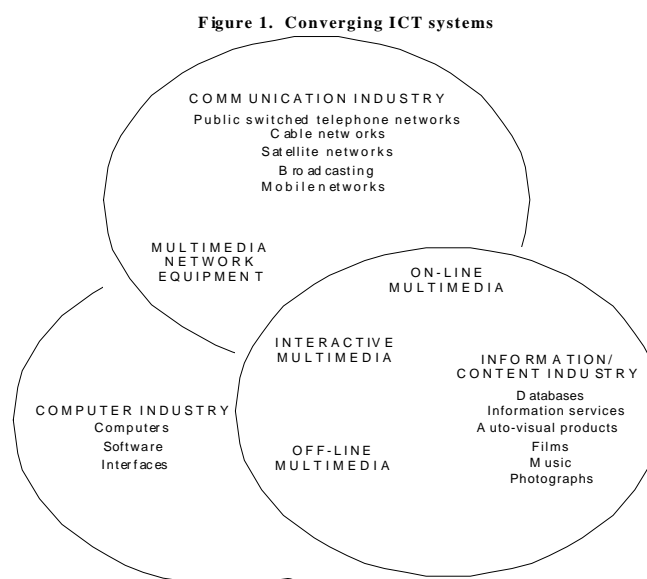 Figure 1. Converging ICT systems
COMMUNICATION INDUSTRY
Public switched telephone networks
Cable networks
Satellite networks
Broadcasting
Mobile networks
MULTIMEDIA
NETWORK
EQUIPMENT
ON-LINE
MULTIMEDIA
INTERACTIVE
MULTIMEDIA
INFORMATION/
CONTENT INDUSTRY
Databases
Information services
Auto-visual products
Films
Music
Photographs
COMPUTER INDUSTRY
Computers
Software
Interfaces
OFF-LINE
MULTIMEDIA